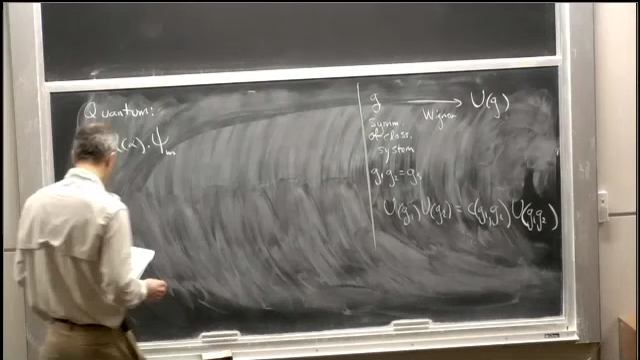 Quantum:
(n) · ψ
g → U(g)
Wigner
symm
of class.
system
g₁g₂ = g₃
U(g₁)U(g₂) = c(g₁,g₂)U(g₁g₂)